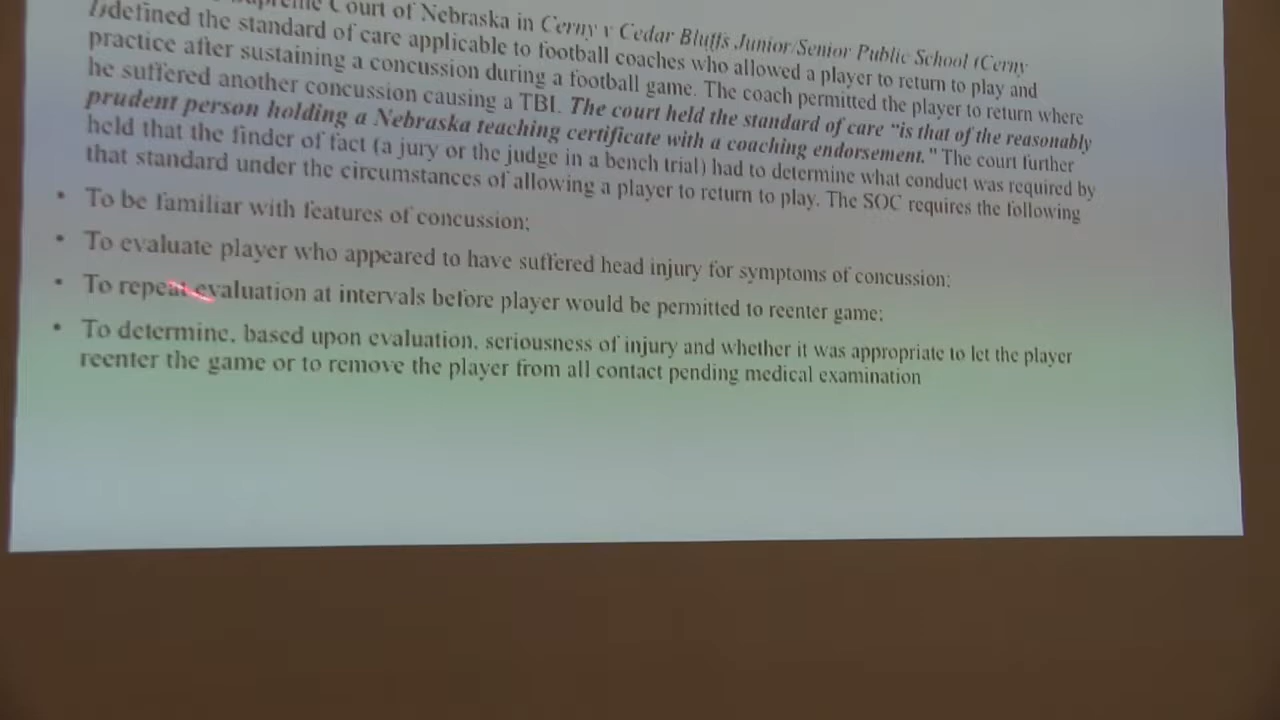 Supreme Court of Nebraska in Cerny v Cedar Bluffs Junior/Senior Public School (Cerny
I)defined the standard of care applicable to football coaches who allowed a player to return to play and
practice after sustaining a concussion during a football game. The coach permitted the player to return where
he suffered another concussion causing a TBI. The court held the standard of care "is that of the reasonably
prudent person holding a Nebraska teaching certificate with a coaching endorsement." The court further
held that the finder of fact (a jury or the judge in a bench trial) had to determine what conduct was required by
that standard under the circumstances of allowing a player to return to play. The SOC requires the following
• To be familiar with features of concussion;
• To evaluate player who appeared to have suffered head injury for symptoms of concussion;
• To repeat evaluation at intervals before player would be permitted to reenter game;
• To determine, based upon evaluation, seriousness of injury and whether it was appropriate to let the player
reenter the game or to remove the player from all contact pending medical examination